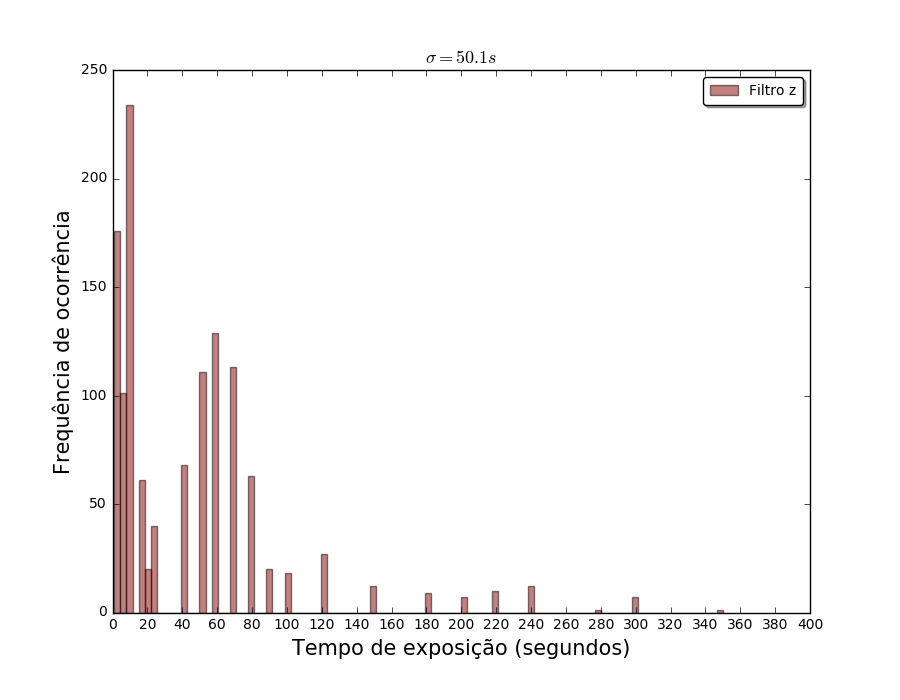 σ = 50.1s
Filtro z
Frequência de ocorrência
250
200
150
100
50
0
0 20 40 60 80 100 120 140 160 180 200 220 240 260 280 300 320 340 360 380 400
Tempo de exposição (segundos)